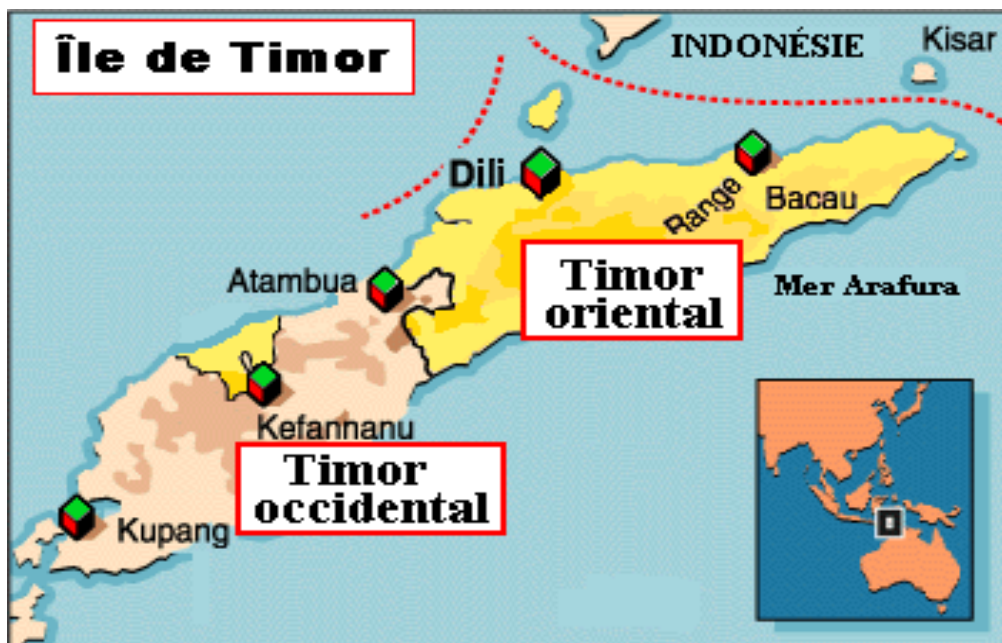 Île de Timor
INDONÉSIE
Kisar
Dili
Range
Bacau
Atambua
Timor
oriental
Mer Arafura
Kefannanu
Timor
occidental
Kupang